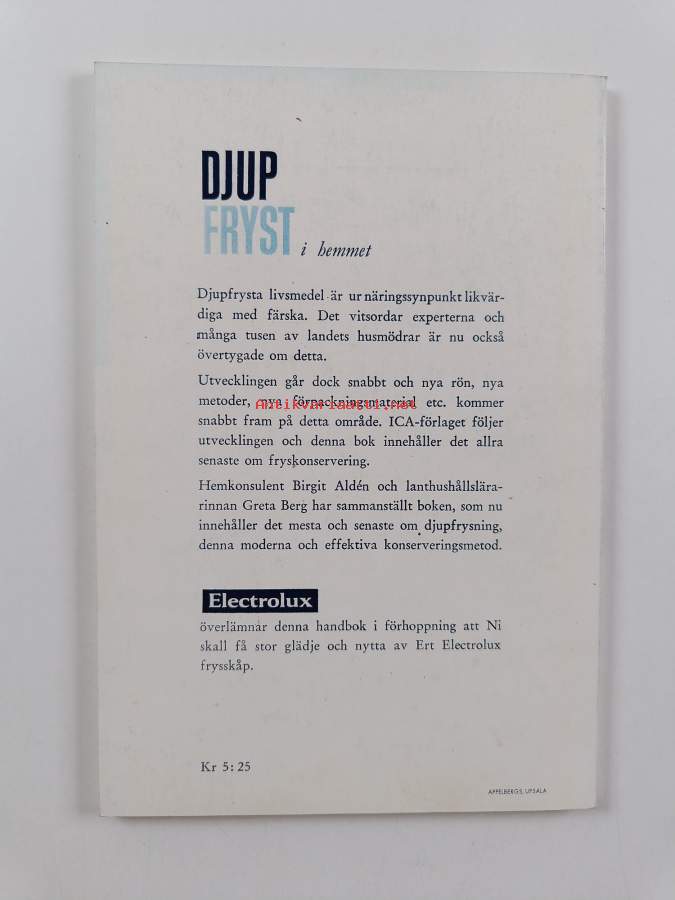 DJUP
FRYST i hemmet
Djupfrysta livsmedel är ur näringssynpunkt likvär-
diga med färska. Det vitsordar experterna och
många tusen av landets husmödrar är nu också
övertygade om detta.
Utvecklingen går dock snabbt och nya rön, nya
metoder, nya förpackningsmaterial etc. kommer
Antikvariaatti.net
snabbt fram på detta område. ICA-förlaget följer
utvecklingen och denna bok innehåller det allra
senaste om fryskonservering.
Hemkonsulent Birgit Aldén och lanthushållslära-
rinnan Greta Berg har sammanställt boken, som nu
innehåller det mesta och senaste om djupfrysning,
denna moderna och effektiva konserveringsmetod.
Electrolux
överlämnar denna handbok i förhoppning att Ni
skall få stor glädje och nytta av Ert Electrolux
frysskåp.
Kr 5:25
APPELBERGS, UPSALA